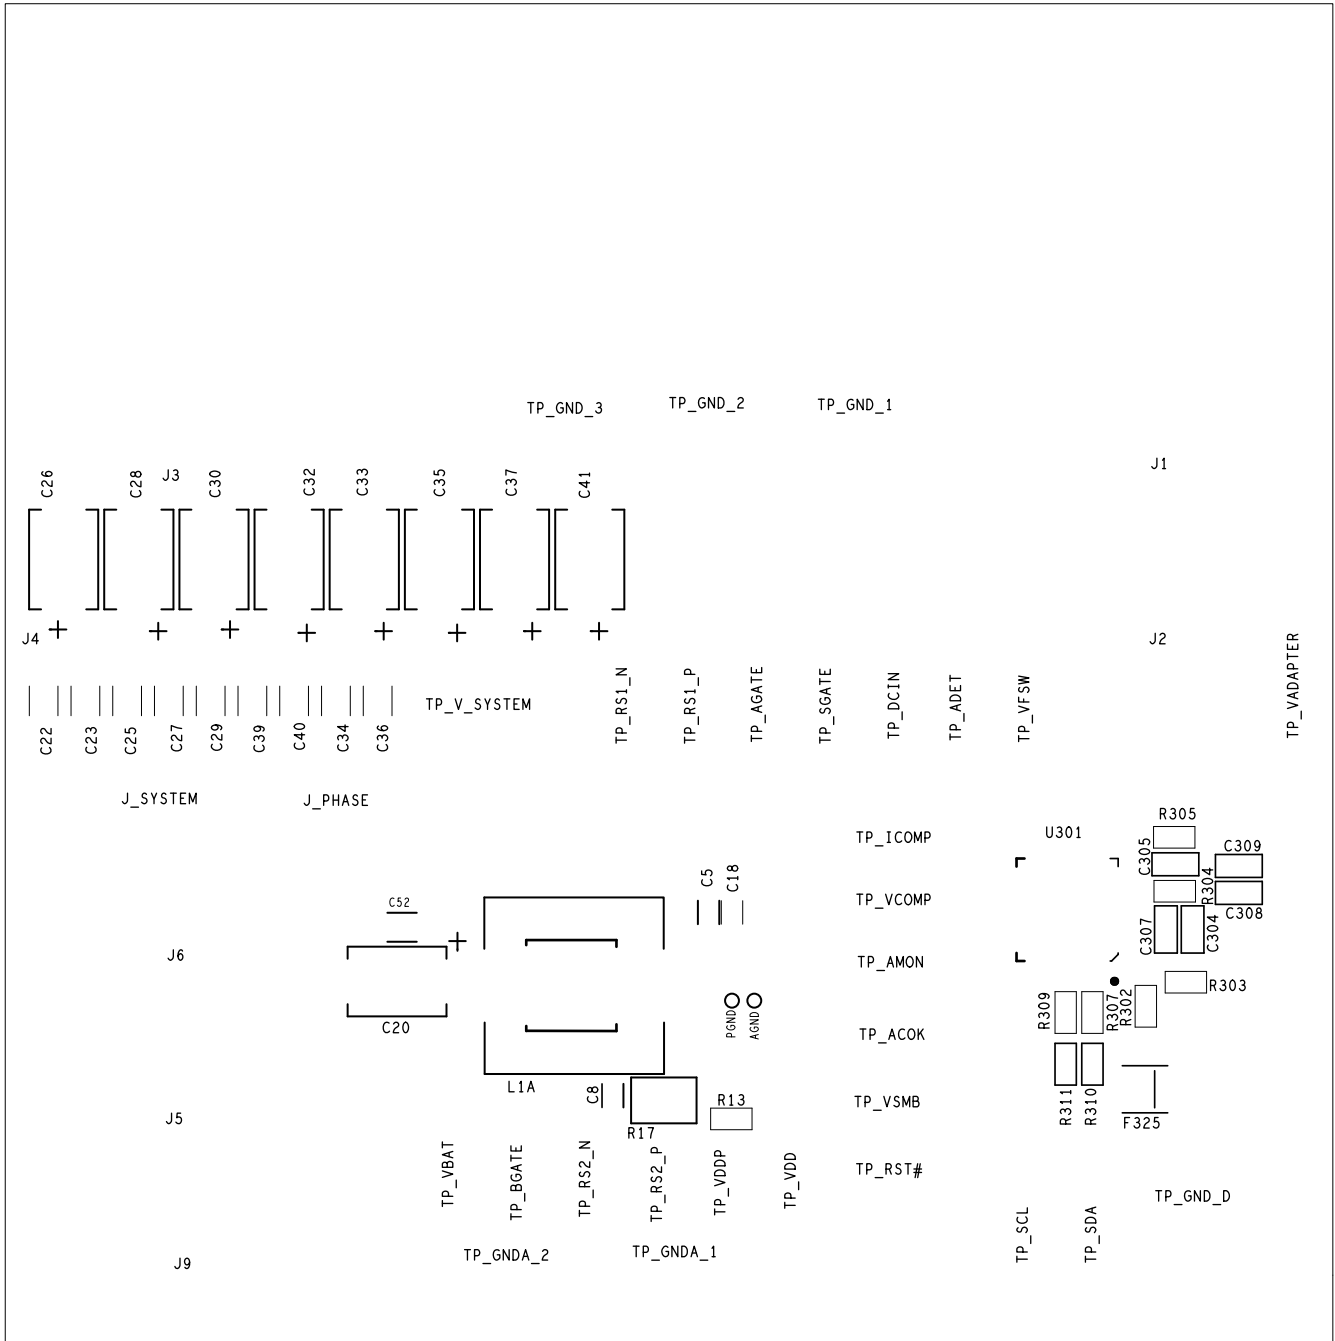 TP_GND_3
TP_GND_2
TP_GND_1
J3
J1
C26
C28
C30
C32
C33
C35
C37
C41
J4
J2
TP_V_SYSTEM
TP_RS1_N
TP_RS1_P
TP_AGATE
TP_SGATE
TP_DCIN
TP_ADET
TP_VFSW
TP_VADAPTER
C22
C23
C25
C27
C29
C39
C40
C34
C36
J_SYSTEM
J_PHASE
TP_ICOMP
U301
R305
C305
C309
C5
C18
TP_VCOMP
R304
C308
C52
C307
C304
J6
TP_AMON
R303
C20
PGND
AGND
TP_ACOK
R309
R307
R302
L1A
C8
R17
R13
TP_VSMB
R311
R310
F325
J5
TP_VBAT
TP_BGATE
TP_RS2_N
TP_RS2_P
TP_VDDP
TP_VDD
TP_RST#
TP_GND_D
TP_SCL
TP_SDA
J9
TP_GNDA_2
TP_GNDA_1